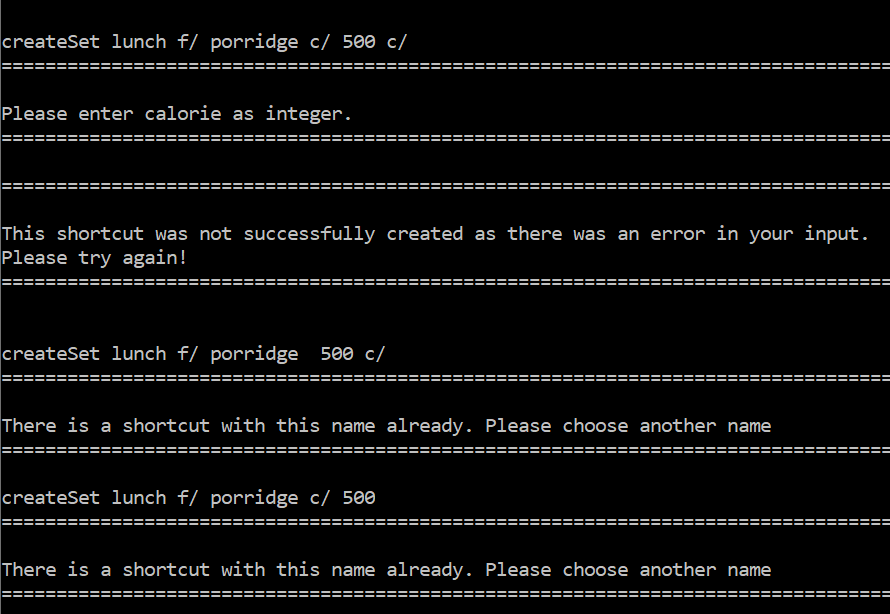 createSet lunch f/ porridge c/ 500 c/
=================================================================================
Please enter calorie as integer.
=================================================================================
=================================================================================
This shortcut was not successfully created as there was an error in your input.
Please try again!
=================================================================================
createSet lunch f/ porridge  500 c/
=================================================================================
There is a shortcut with this name already. Please choose another name
=================================================================================
createSet lunch f/ porridge c/ 500
=================================================================================
There is a shortcut with this name already. Please choose another name
=================================================================================